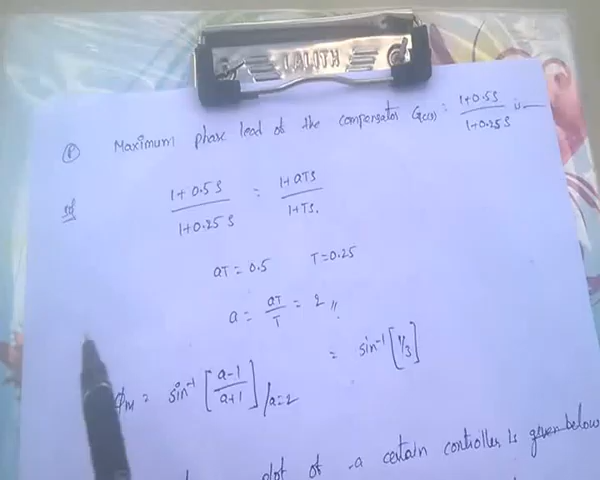 LALITH
Maximum phase lead of the compensator Gc(s) = (1+0.5S)/(1+0.25S) is
Sol
(1+0.5S)/(1+0.25S) = (1+aTS)/(1+TS).
aT = 0.5 T = 0.25
a = aT/T = 2 //
ϕM = sin⁻¹[(a-1)/(a+1)] /a=2 = sin⁻¹[1/3]
plot of a certain controller is given below